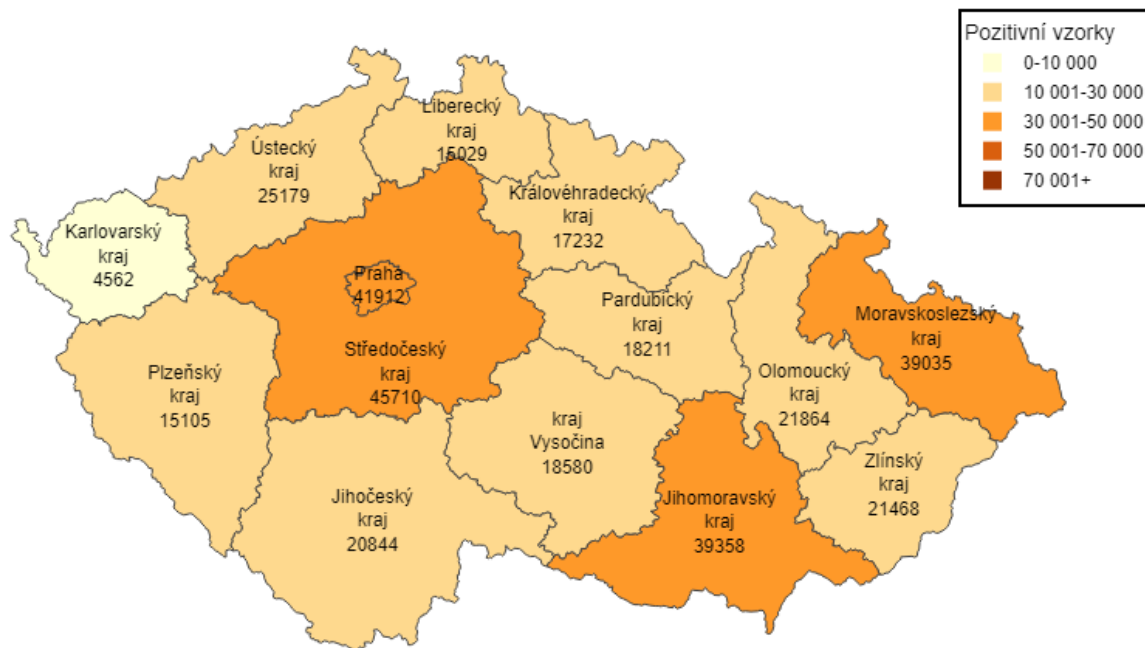 Pozitivní vzorky
0-10 000
10 001-30 000
30 001-50 000
50 001-70 000
70 001+
Liberecký
kraj
15029
Ústecký
kraj
25179
Královéhradecký
kraj
17232
Karlovarský
kraj
4562
Praha
41912
Pardubický
kraj
18211
Moravskoslezský
kraj
39035
Středočeský
kraj
45710
Plzeňský
kraj
15105
Olomoucký
kraj
21864
kraj
Vysočina
18580
Zlínský
kraj
21468
Jihočeský
kraj
20844
Jihomoravský
kraj
39358